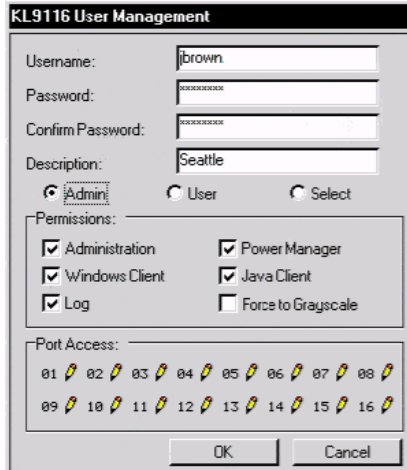 KL9116 User Management
Username: jbrown
Password: ********
Confirm Password: ********
Description: Seattle
Admin User Select
Permissions:
Administration Power Manager
Windows Client Java Client
Log Force to Grayscale
Port Access:
01 02 03 04 05 06 07 08
09 10 11 12 13 14 15 16
OK Cancel